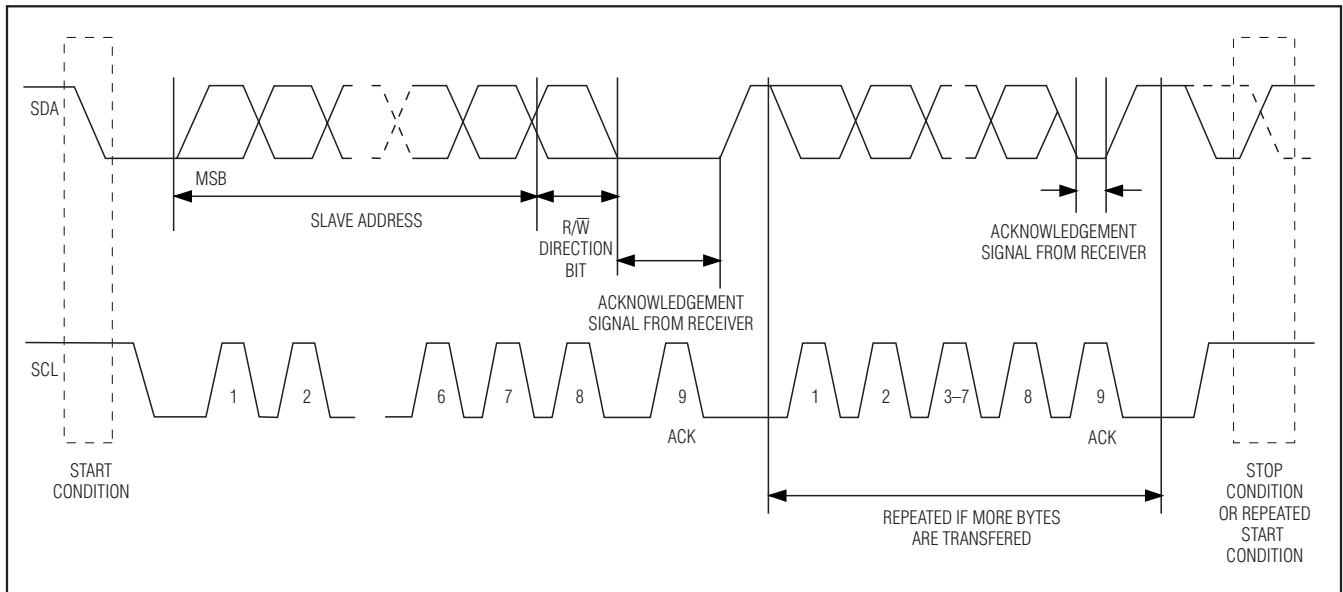 SDA
MSB
SLAVE ADDRESS
R/W̅
DIRECTION
BIT
ACKNOWLEDGEMENT
SIGNAL FROM RECEIVER
ACKNOWLEDGEMENT
SIGNAL FROM RECEIVER
SCL
1 2 6 7 8 9 1 2 3–7 8 9
ACK ACK
START
CONDITION
REPEATED IF MORE BYTES
ARE TRANSFERED
STOP
CONDITION
OR REPEATED
START
CONDITION